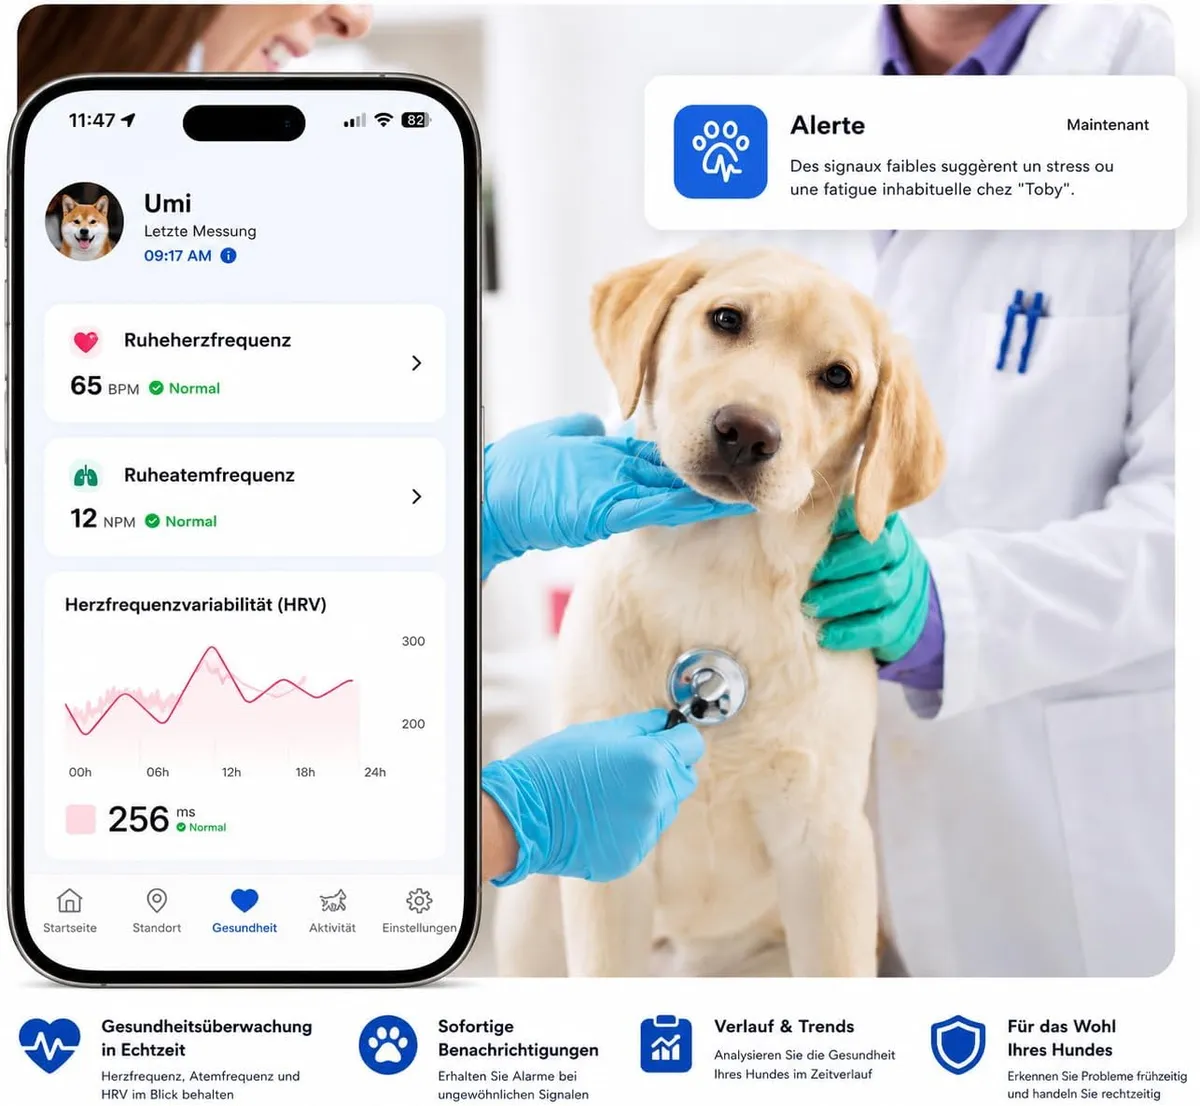 11:47
82
Umi
Letzte Messung
09:17 AM
Ruheherzfrequenz
65 BPM Normal
Ruheatemfrequenz
12 NPM Normal
Herzfrequenzvariabilität (HRV)
300
200
00h 06h 12h 18h 24h
256 ms
Normal
Startseite Standort Gesundheit Aktivität Einstellungen
Alerte Maintenant
Des signaux faibles suggèrent un stress ou
une fatigue inhabituelle chez "Toby".
Gesundheitsüberwachung
in Echtzeit
Herzfrequenz, Atemfrequenz und
HRV im Blick behalten
Sofortige
Benachrichtigungen
Erhalten Sie Alarme bei
ungewöhnlichen Signalen
Verlauf & Trends
Analysieren Sie die Gesundheit
Ihres Hundes im Zeitverlauf
Für das Wohl
Ihres Hundes
Erkennen Sie Probleme frühzeitig
und handeln Sie rechtzeitig